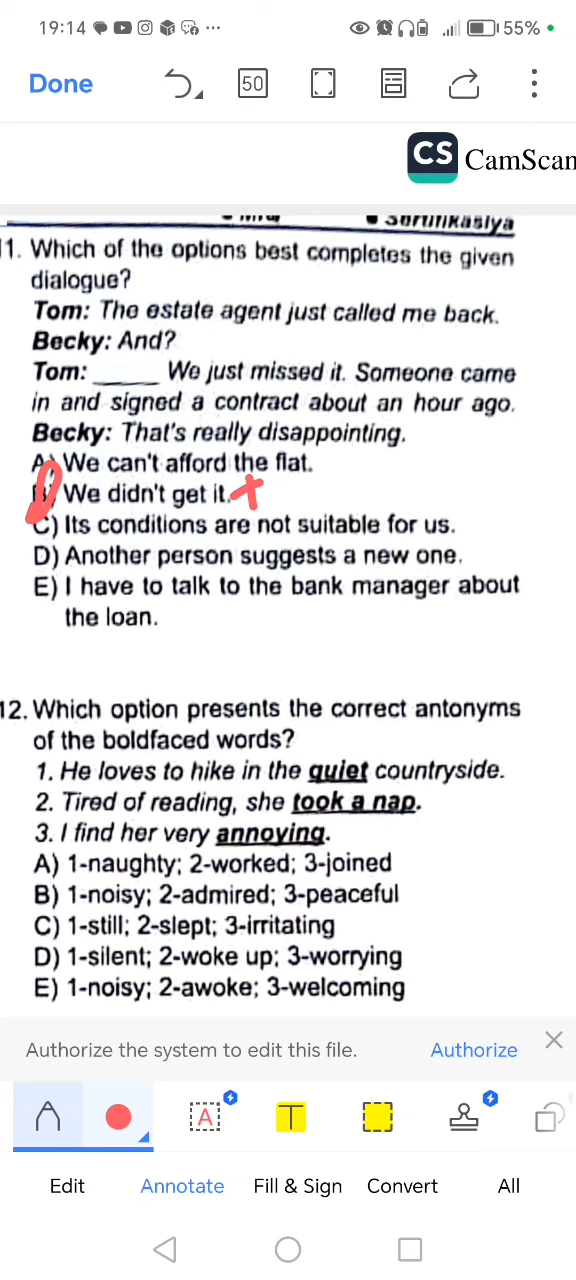 19:14
55%
Done
50
CS CamScan
Sorunkasiya
11. Which of the options best completes the given
dialogue?
Tom: The estate agent just called me back.
Becky: And?
Tom: ______ We just missed it. Someone came
in and signed a contract about an hour ago.
Becky: That's really disappointing.
A) We can't afford the flat.
B) We didn't get it.
C) Its conditions are not suitable for us.
D) Another person suggests a new one.
E) I have to talk to the bank manager about
the loan.
12. Which option presents the correct antonyms
of the boldfaced words?
1. He loves to hike in the quiet countryside.
2. Tired of reading, she took a nap.
3. I find her very annoying.
A) 1-naughty; 2-worked; 3-joined
B) 1-noisy; 2-admired; 3-peaceful
C) 1-still; 2-slept; 3-irritating
D) 1-silent; 2-woke up; 3-worrying
E) 1-noisy; 2-awoke; 3-welcoming
Authorize the system to edit this file.
Authorize
A
T
Edit
Annotate
Fill & Sign
Convert
All